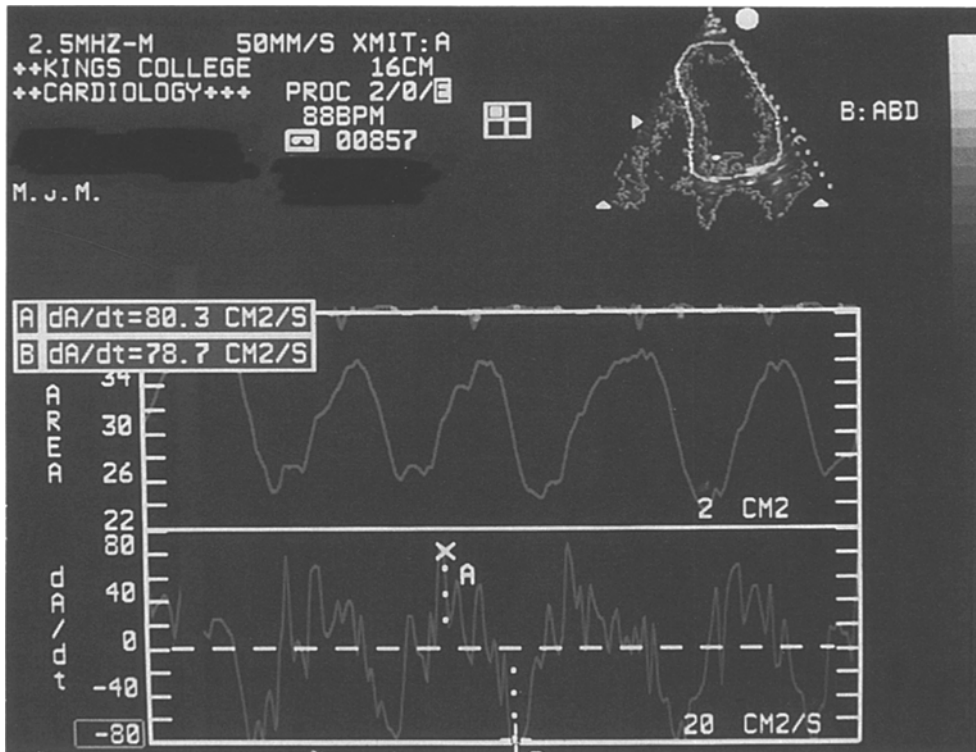 2.5MHZ-M 50MM/S XMIT:A
++KINGS COLLEGE 16CM
++CARDIOLOGY+++ PROC 2/0/E
88BPM
00857
B:ABD
M.J.M.
A dA/dt=80.3 CM2/S
B dA/dt=78.7 CM2/S
AREA
34
30
26
22
2 CM2
dA/dt
80
40
0
-40
-80
A
20 CM2/S